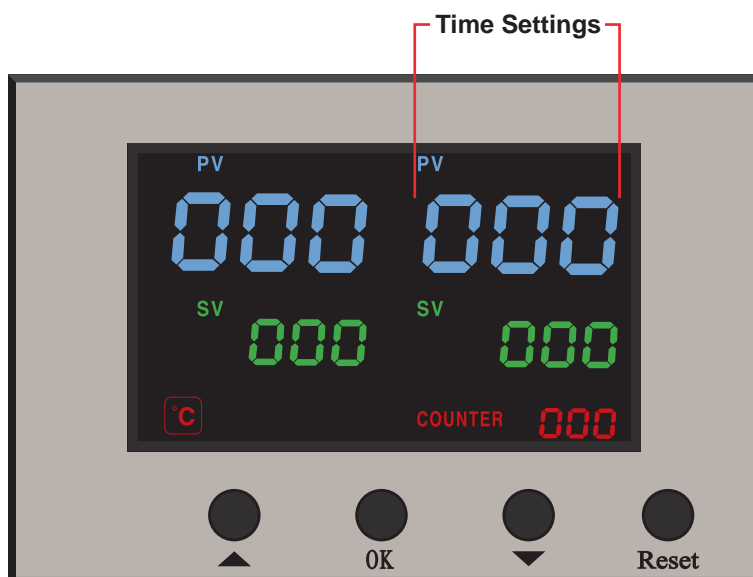 Time Settings
PV PV
000 000
SV SV
000 000
°C COUNTER 000
OK Reset